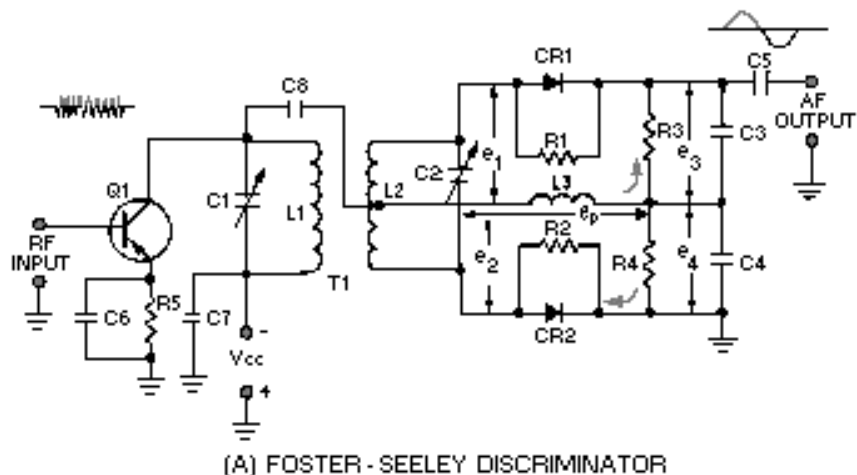 CR1
C5
C8
AF
OUTPUT
R1
R3
C3
e1
e3
Q1
C1
L1
L2
C2
L3
ep
RF
INPUT
e2
R2
R4
e4
C4
T1
C6
R5
C7
-
Vcc
+
CR2
(A) FOSTER - SEELEY DISCRIMINATOR